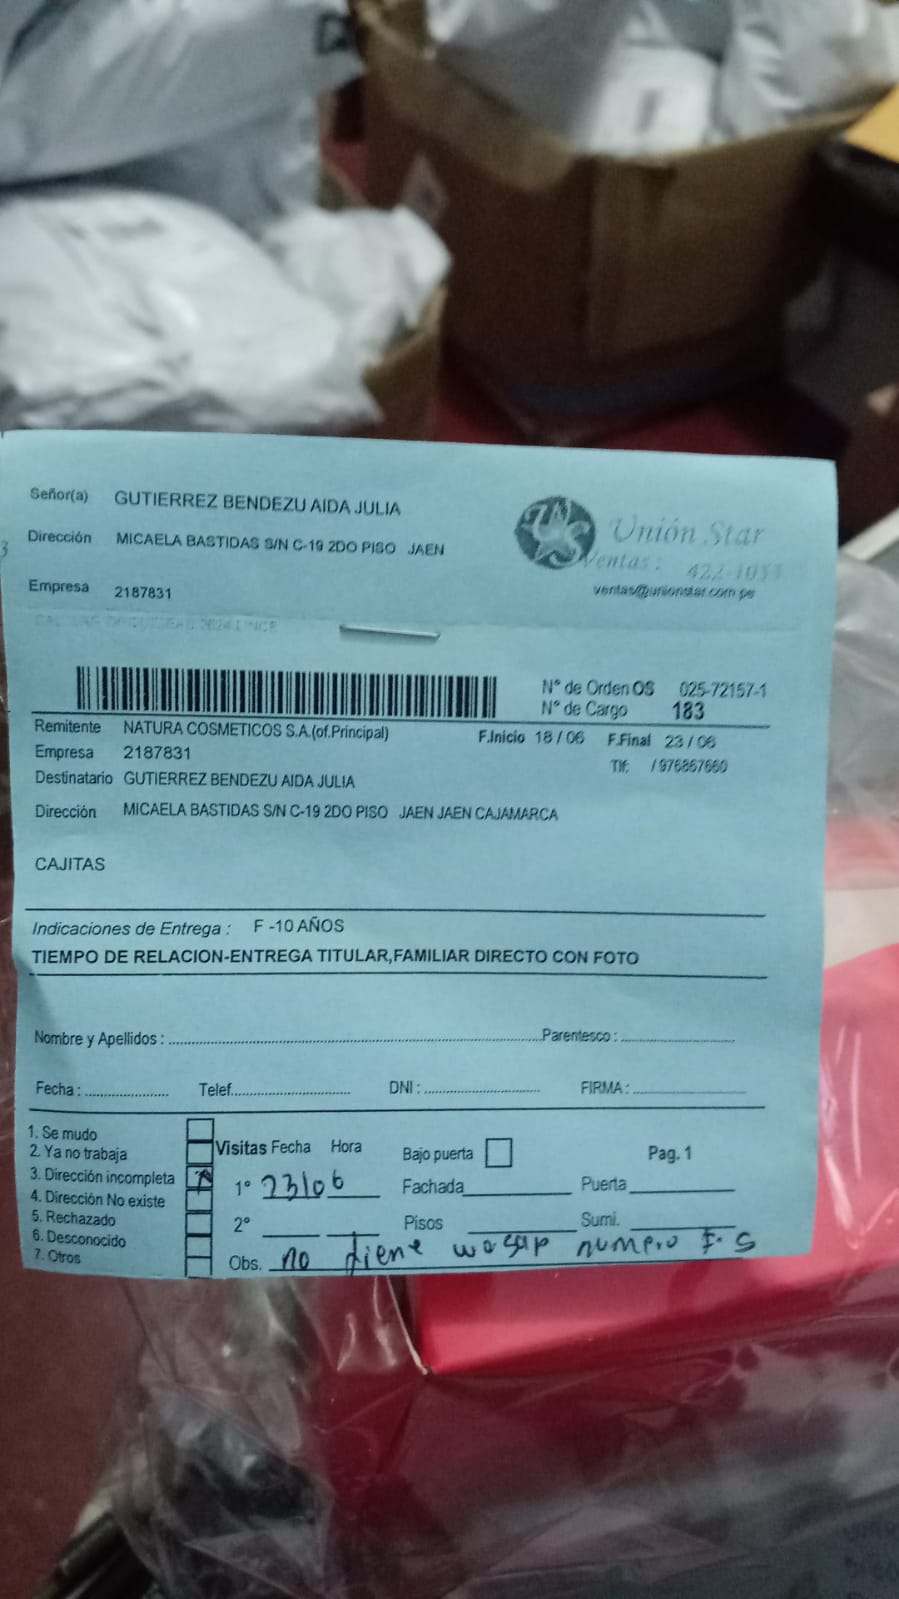 Señor(a) GUTIERREZ BENDEZU AIDA JULIA
Dirección MICAELA BASTIDAS S/N C-19 2DO PISO JAEN
Empresa 2187831
Unión Star
Ventas :
ventas@unionstar.com.pe
N° de Orden OS 025-72157-1
N° de Cargo 183
Remitente NATURA COSMETICOS S.A.(of.Principal) F.Inicio 18 / 06 F.Final 23 / 06
Empresa 2187831 Tlf: / 976867660
Destinatario GUTIERREZ BENDEZU AIDA JULIA
Dirección MICAELA BASTIDAS S/N C-19 2DO PISO JAEN JAEN CAJAMARCA
CAJITAS
Indicaciones de Entrega : F -10 AÑOS
TIEMPO DE RELACION-ENTREGA TITULAR,FAMILIAR DIRECTO CON FOTO
Nombre y Apellidos : Parentesco :
Fecha : Telef. DNI : FIRMA :
1. Se mudo
2. Ya no trabaja
3. Dirección incompleta
4. Dirección No existe
5. Rechazado
6. Desconocido
7. Otros
Visitas Fecha Hora Bajo puerta Pag. 1
1° 23/06 Fachada Puerta
2° Pisos Sumi.
Obs. no tiene wasap numero F.S